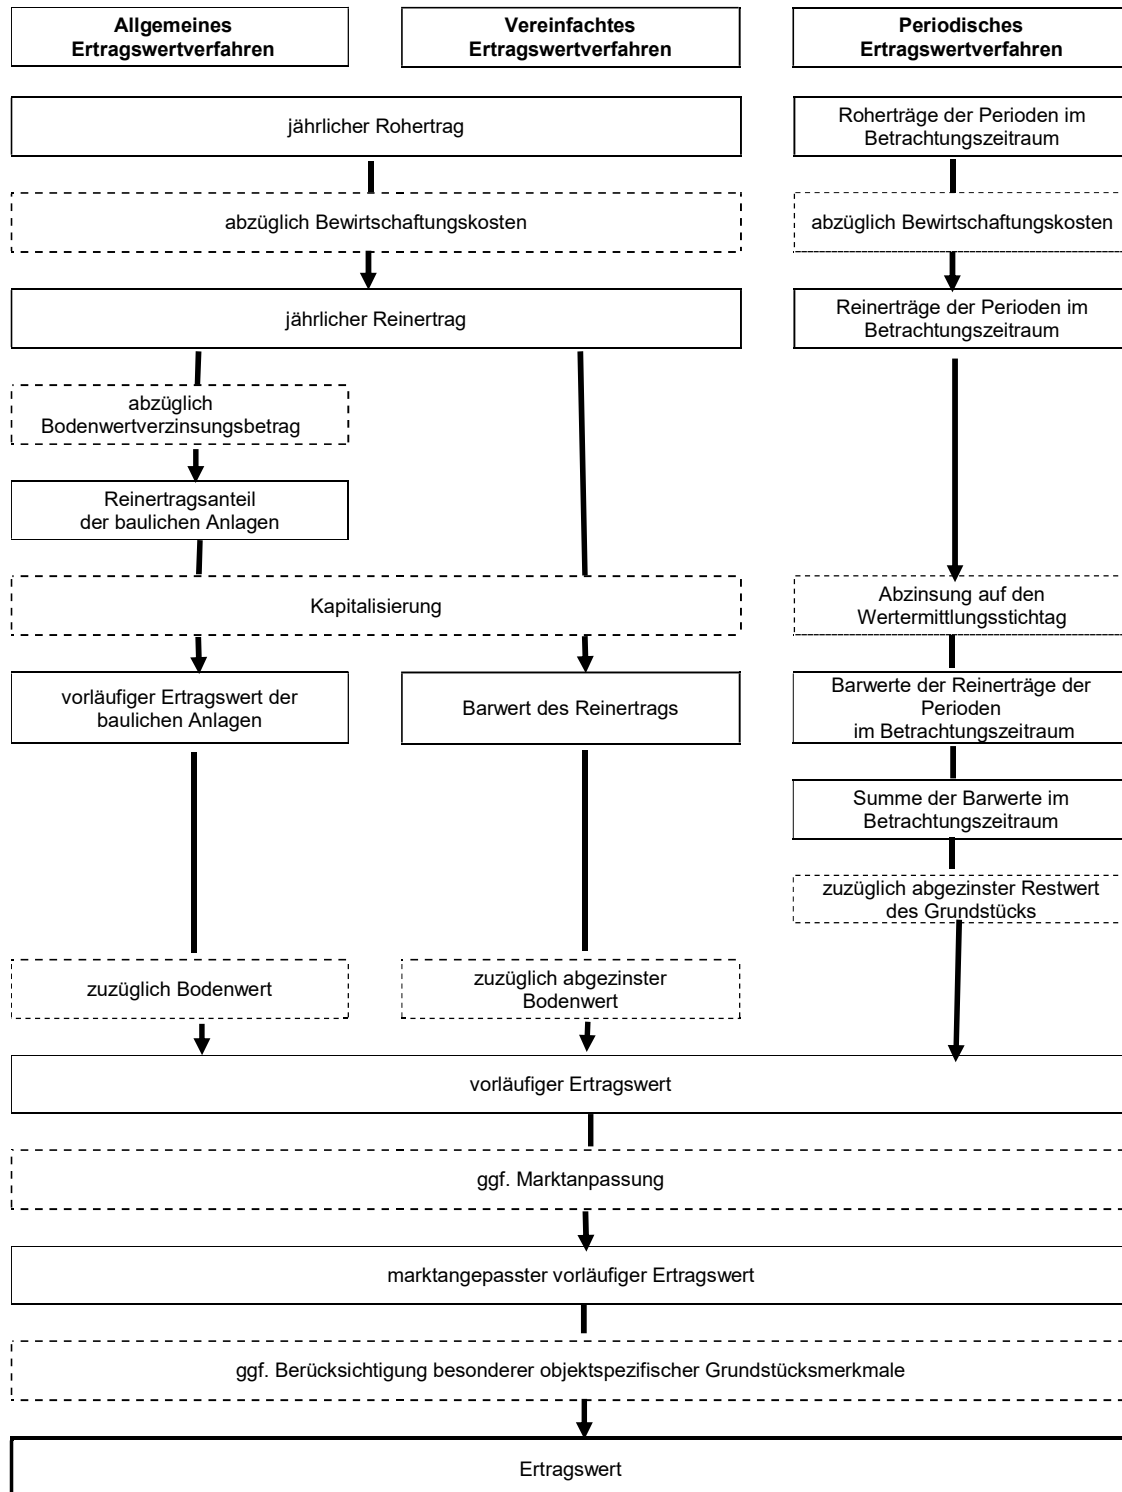 Allgemeines
Ertragswertverfahren
Vereinfachtes
Ertragswertverfahren
Periodisches
Ertragswertverfahren
jährlicher Rohertrag
Roherträge der Perioden im
Betrachtungszeitraum
abzüglich Bewirtschaftungskosten
abzüglich Bewirtschaftungskosten
jährlicher Reinertrag
Reinerträge der Perioden im
Betrachtungszeitraum
abzüglich
Bodenwertverzinsungsbetrag
Reinertragsanteil
der baulichen Anlagen
Kapitalisierung
Abzinsung auf den
Wertermittlungsstichtag
vorläufiger Ertragswert der
baulichen Anlagen
Barwert des Reinertrags
Barwerte der Reinerträge der
Perioden
im Betrachtungszeitraum
Summe der Barwerte im
Betrachtungszeitraum
zuzüglich abgezinster Restwert
des Grundstücks
zuzüglich Bodenwert
zuzüglich abgezinster
Bodenwert
vorläufiger Ertragswert
ggf. Marktanpassung
marktangepasster vorläufiger Ertragswert
ggf. Berücksichtigung besonderer objektspezifischer Grundstücksmerkmale
Ertragswert